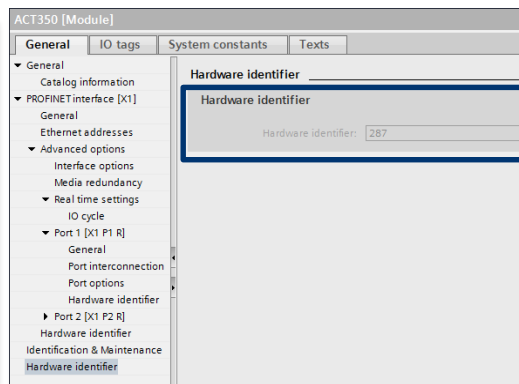 ACT350 [Module]
General IO tags System constants Texts
General
Catalog information
PROFINET interface [X1]
General
Ethernet addresses
Advanced options
Interface options
Media redundancy
Real time settings
IO cycle
Port 1 [X1 P1 R]
General
Port interconnection
Port options
Hardware identifier
Port 2 [X1 P2 R]
Hardware identifier
Identification & Maintenance
Hardware identifier
Hardware identifier
Hardware identifier
Hardware identifier: 287